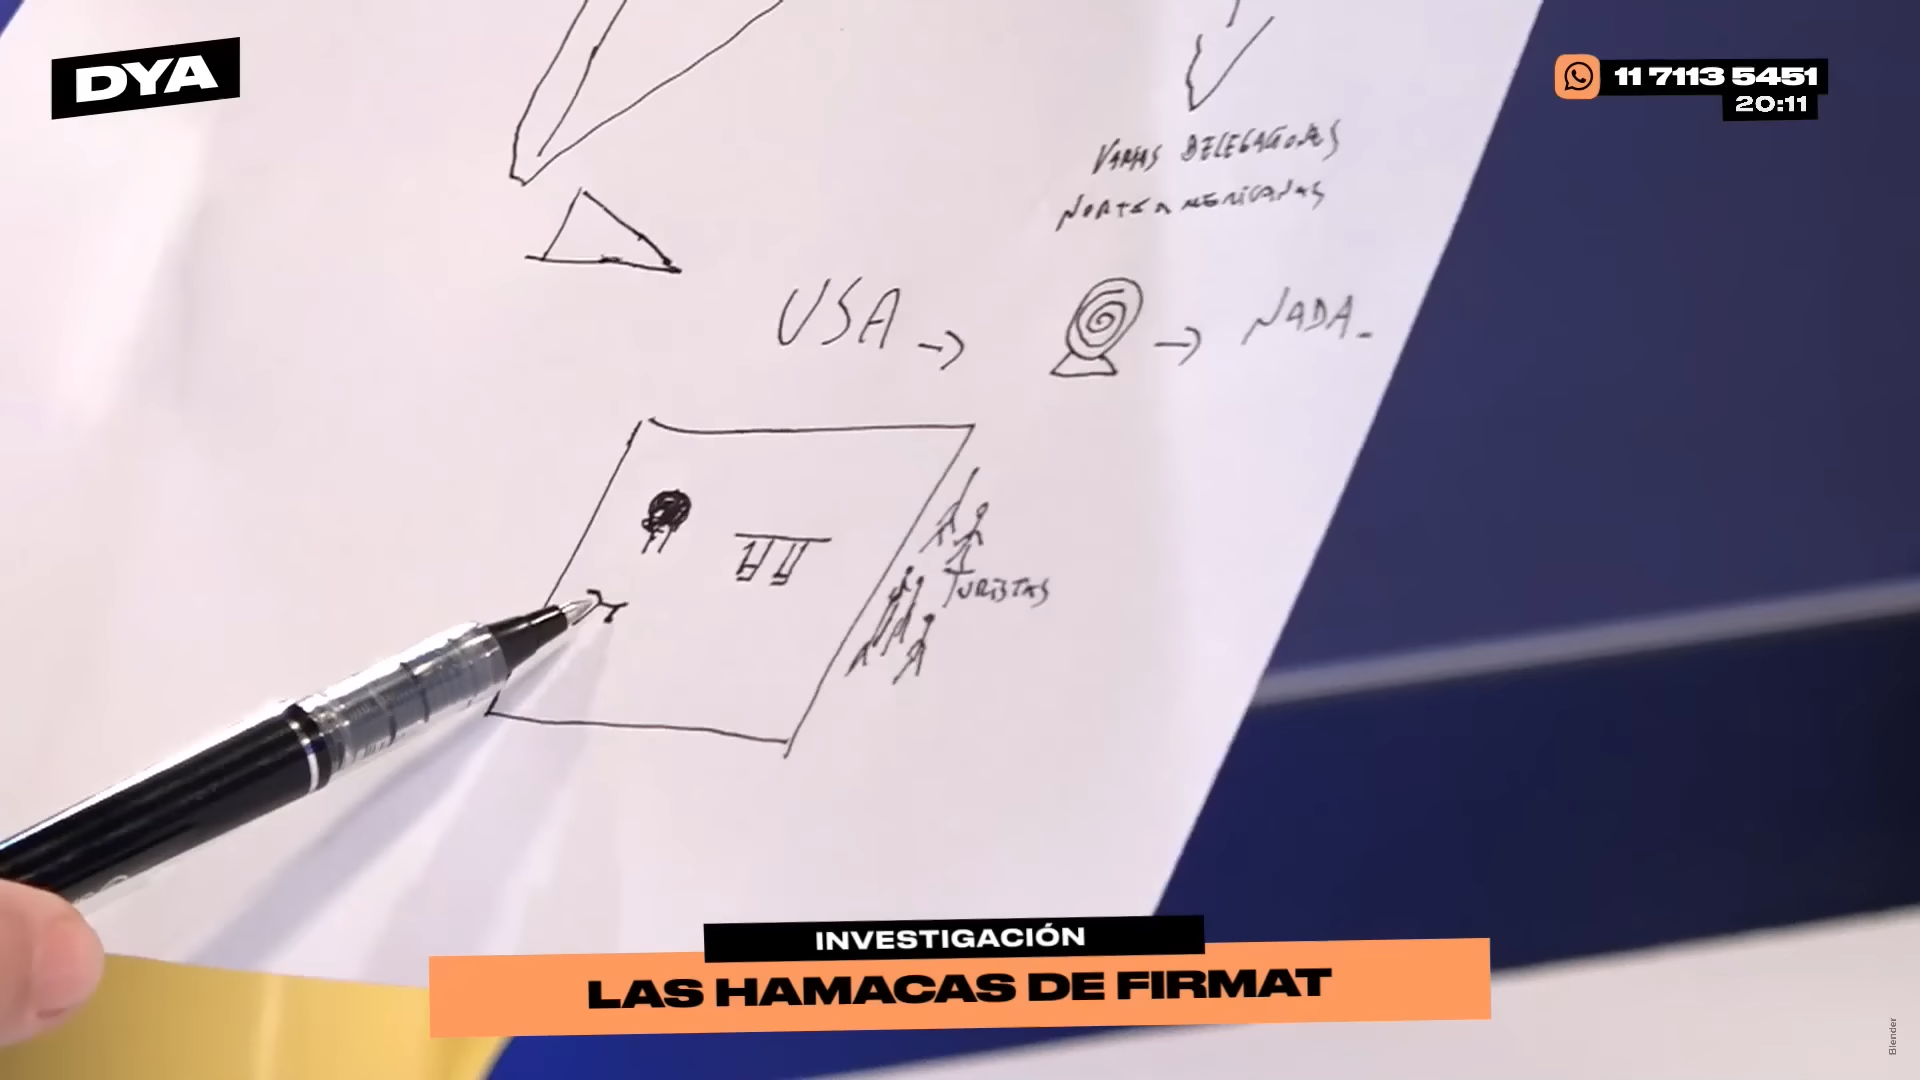 DYA
11 7113 5451
20:11
VARIAS DELEGACIONES
NORTEAMERICANAS
USA → → NADA.
TURISTAS
INVESTIGACIÓN
LAS HAMACAS DE FIRMAT
Blender